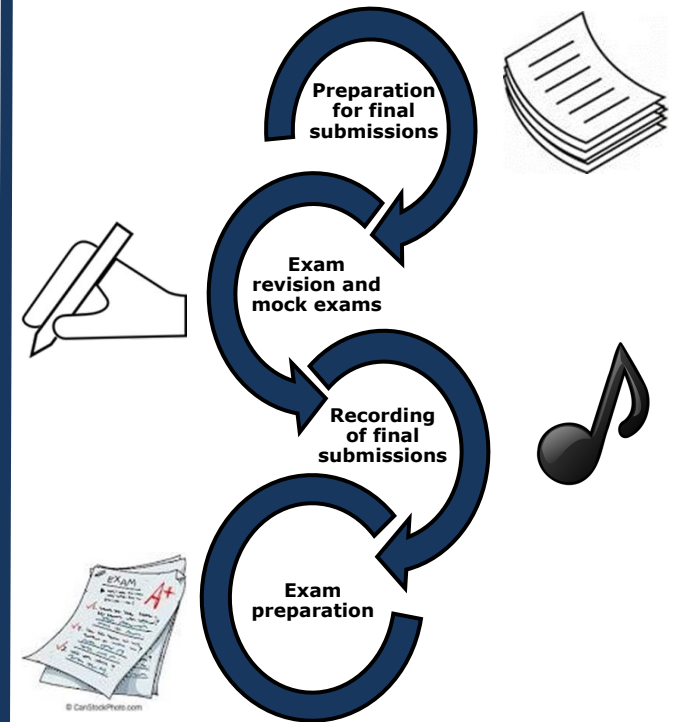 Preparation
for final
submissions
Exam
revision and
mock exams
Recording
of final
submissions
EXAM
A+
Exam
preparation
© CanStockPhoto.com